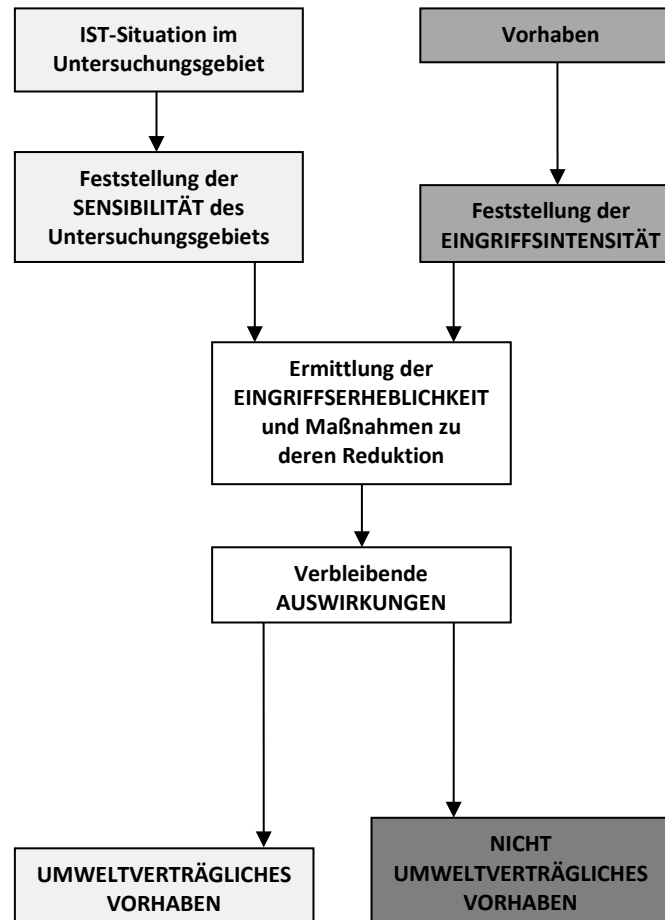 IST-Situation im
Untersuchungsgebiet
Vorhaben
Feststellung der
SENSIBILITÄT des
Untersuchungsgebiets
Feststellung der
EINGRIFFSINTENSITÄT
Ermittlung der
EINGRIFFSERHEBLICHKEIT
und Maßnahmen zu
deren Reduktion
Verbleibende
AUSWIRKUNGEN
UMWELTVERTRÄGLICHES
VORHABEN
NICHT
UMWELTVERTRÄGLICHES
VORHABEN